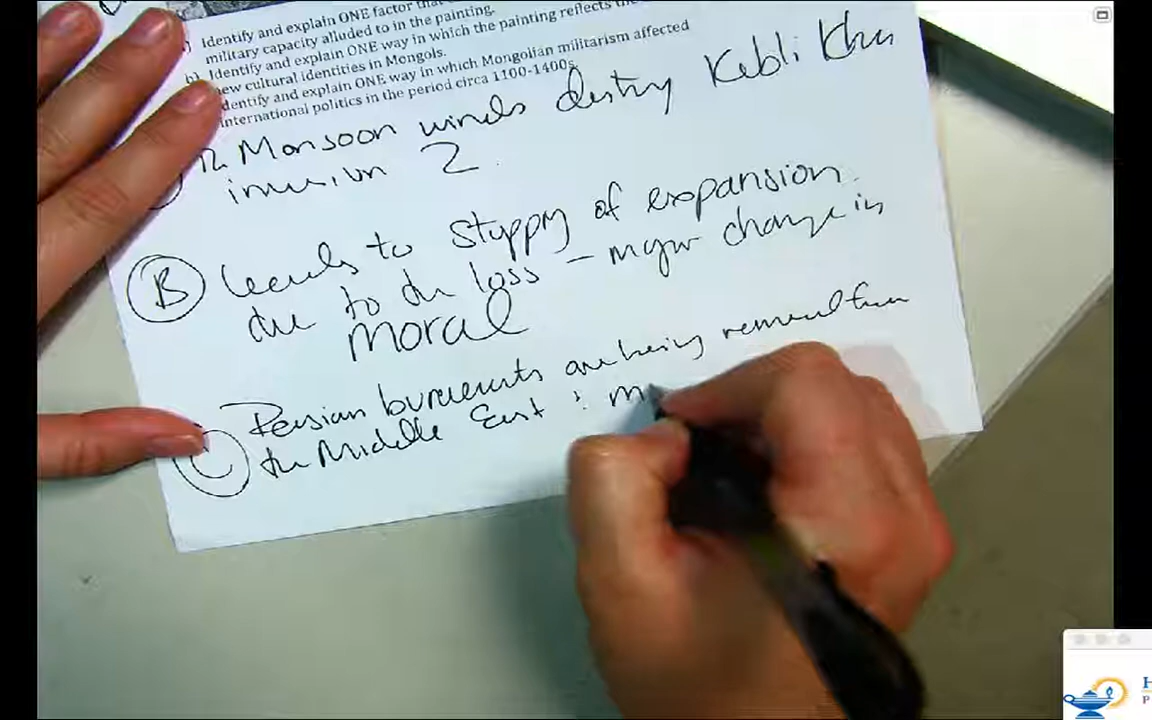 Identify and explain ONE factor that
military capacity alluded to in the painting.
b) Identify and explain ONE way in which the painting reflects the
new cultural identities in Mongols.
Identify and explain ONE way in which Mongolian militarism affected
international politics in the period circa 1100-1400s.
The Monsoon winds destroy Kubli Khan
invasion 2.
B leads to stoppng of expansion.
due to the loss – major change in
moral
C Persian bureaucrats are being removed from
the Middle East : m
H
P